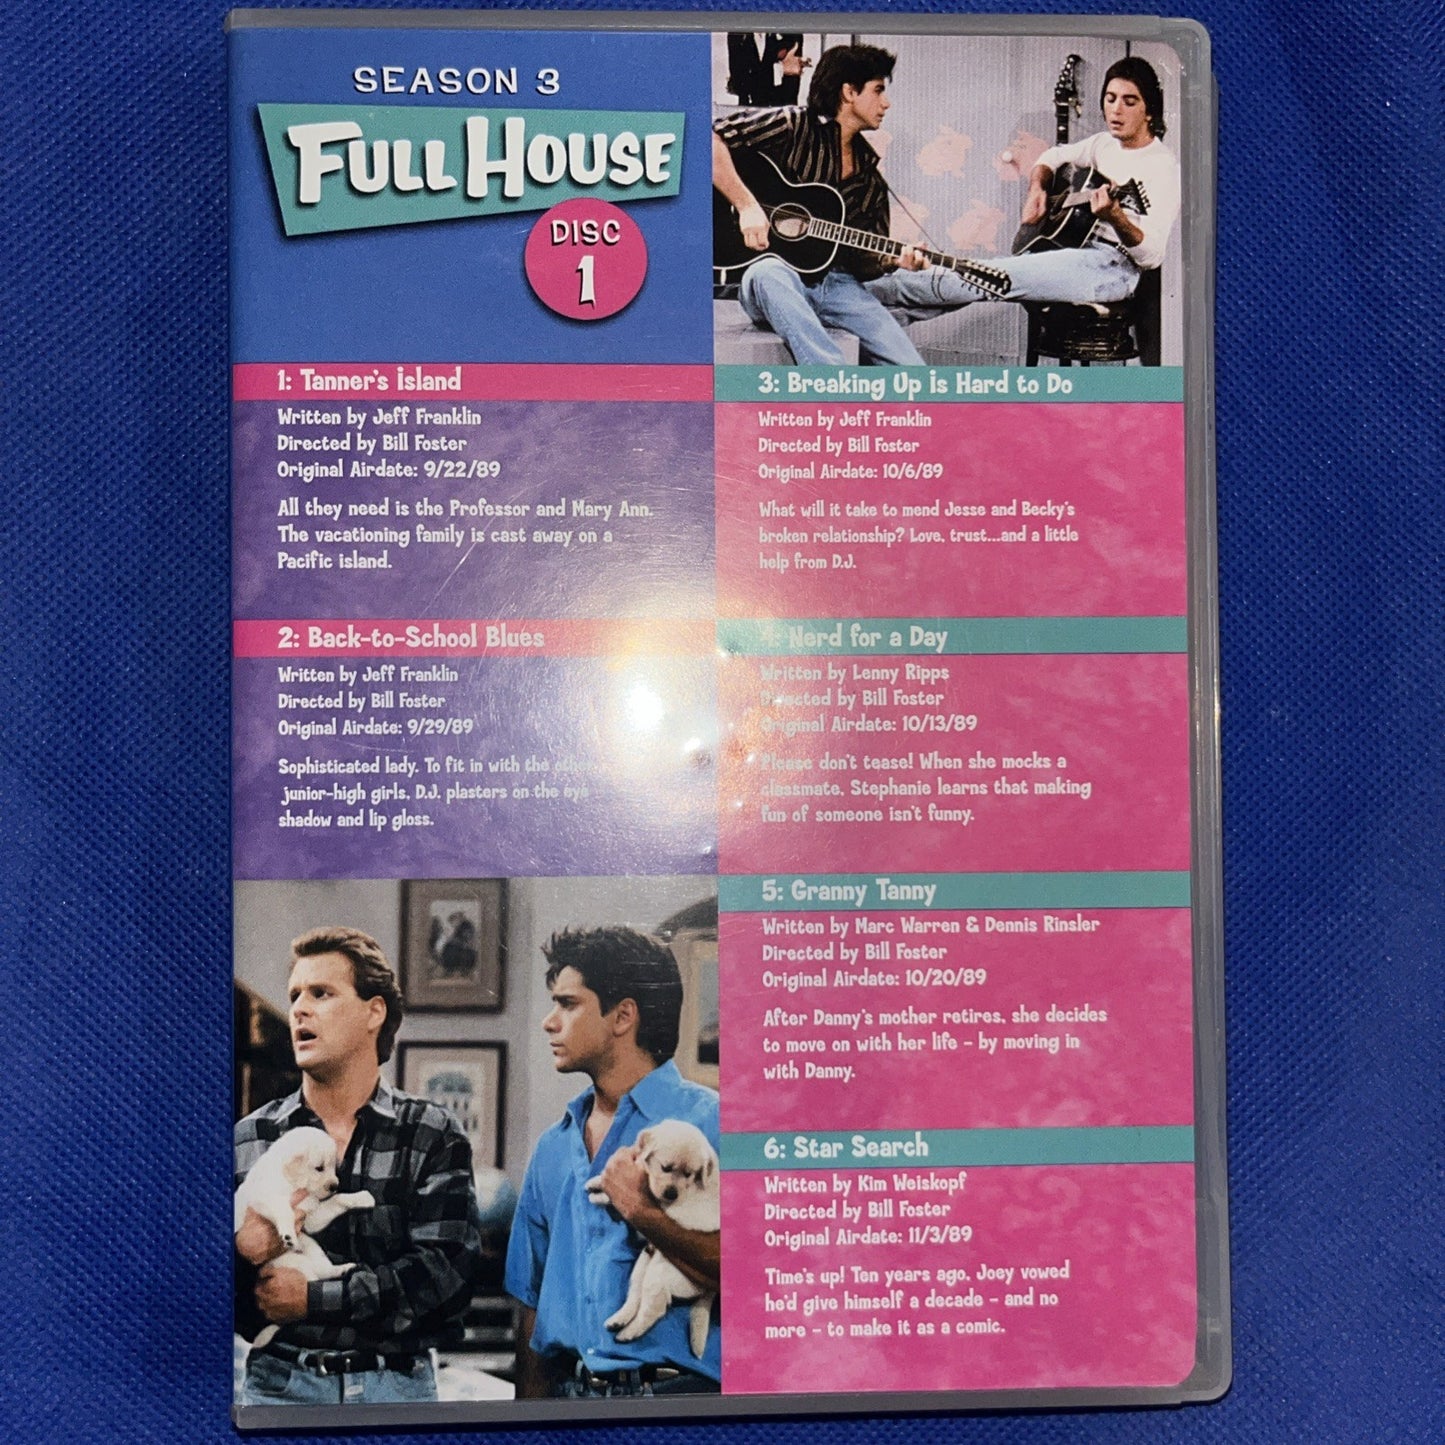 SEASON 3
FULL HOUSE
DISC
1
1: Tanner's island
Written by Jeff Franklin
Directed by Bill Foster
Original Airdate: 9/22/89
All they need is the Professor and Mary Ann.
The vacationing family is cast away on a
Pacific island.
2: Back-to-School Blues
Written by Jeff Franklin
Directed by Bill Foster
Original Airdate: 9/29/89
Sophisticated lady. To fit in with the other
junior-high girls, D.J. plasters on the eye
shadow and lip gloss.
3: Breaking Up is Hard to Do
Written by Jeff Franklin
Directed by Bill Foster
Original Airdate: 10/6/89
What will it take to mend Jesse and Becky's
broken relationship? Love, trust...and a little
help from D.J.
4: Nerd for a Day
Written by Lenny Ripps
Directed by Bill Foster
Original Airdate: 10/13/89
Please don't tease! When she mocks a
classmate, Stephanie learns that making
fun of someone isn't funny.
5: Granny Tanny
Written by Marc Warren & Dennis Rinsler
Directed by Bill Foster
Original Airdate: 10/20/89
After Danny's mother retires, she decides
to move on with her life - by moving in
with Danny.
6: Star Search
Written by Kim Weiskopf
Directed by Bill Foster
Original Airdate: 11/3/89
Time's up! Ten years ago, Joey vowed
he'd give himself a decade - and no
more - to make it as a comic.